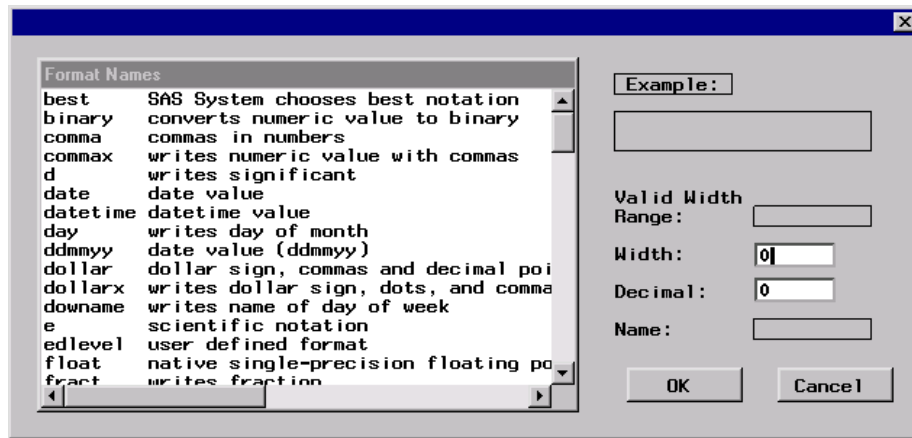 Format Names
best SAS System chooses best notation
binary converts numeric value to binary
comma commas in numbers
commax writes numeric value with commas
d writes significant
date date value
datetime datetime value
day writes day of month
ddmmyy date value (ddmmyy)
dollar dollar sign, commas and decimal poi
dollarx writes dollar sign, dots, and comma
downame writes name of day of week
e scientific notation
edlevel user defined format
float native single-precision floating po
fract writes fraction
Example:
Valid Width
Range:
Width: 0
Decimal: 0
Name:
OK Cancel